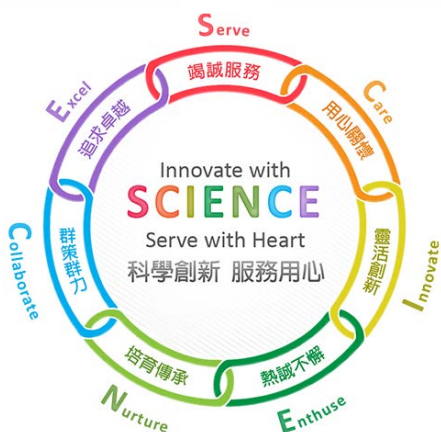 Serve
竭誠服務
Care
用心關懷
Innovate
靈活創新
Enthuse
熱誠不懈
Nurture
培育傳承
Collaborate
群策群力
Excel
追求卓越
Innovate with
SCIENCE
Serve with Heart
科學創新 服務用心